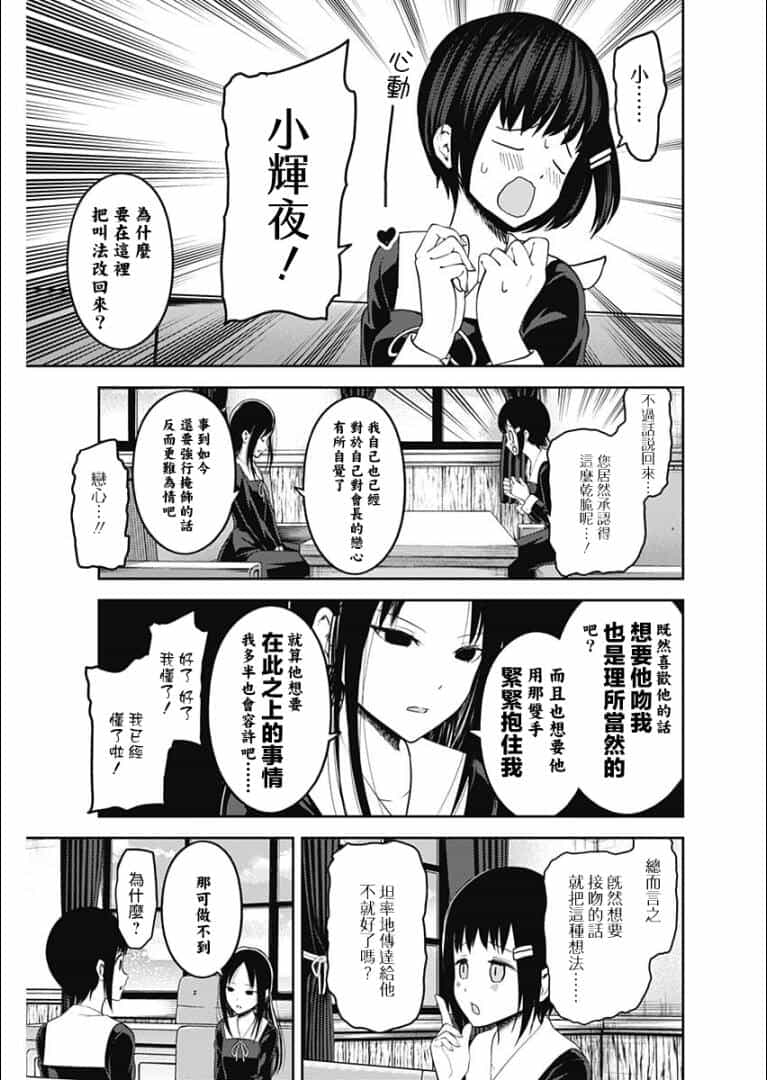 小……
心動
小輝夜！
為什麼
要在這裡
把叫法改回來？
不過話說回來…
您居然承認得
這麼乾脆呢…！
我自己也已經
對於自己對會長的戀心
有所自覺了
事到如今
還要強行掩飾的話
反而更難為情吧
戀心…!!
既然喜歡他的話
想要他吻我
也是理所當然的
吧？
而且也想要他
用那雙手
緊緊抱住我
就算他想要
在此之上的事情
我多半也會容許吧……
好了 好了
我懂了！
我已經
懂了啦！
總而言之
既然想要
接吻的話
就把這種想法…
坦率地傳達給他
不就好了嗎？
那可做不到
為什麼？